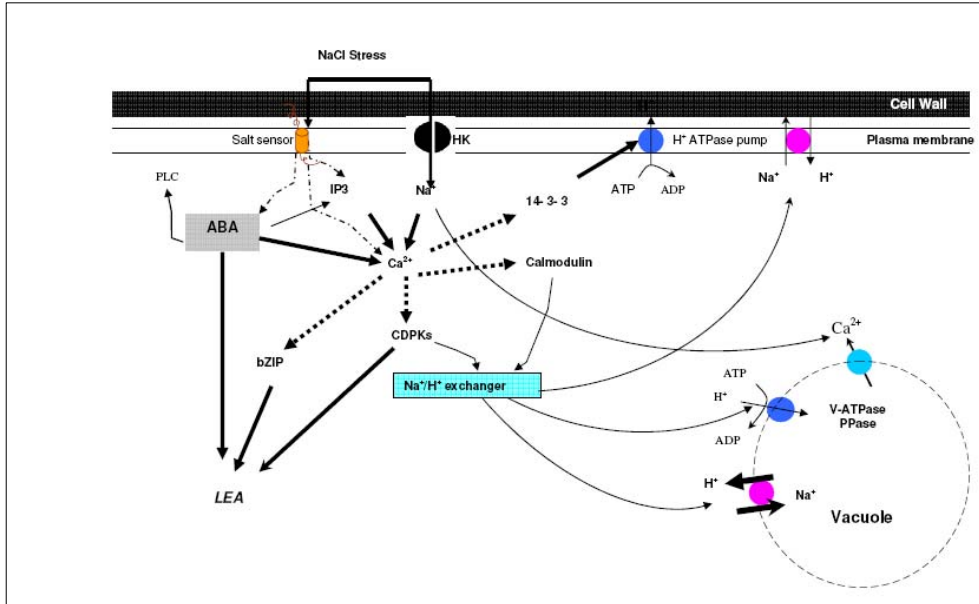 NaCl Stress
Cell Wall
Salt sensor
HK
H⁺ ATPase pump
Plasma membrane
PLC
IP3
Na⁺
ATP
ADP
Na⁺
H⁺
14- 3- 3
ABA
Ca²⁺
Calmodulin
CDPKs
Ca²⁺
bZIP
Na⁺/H⁺ exchanger
ATP
H⁺
V-ATPase
PPase
ADP
LEA
H⁺
Na⁺
Vacuole